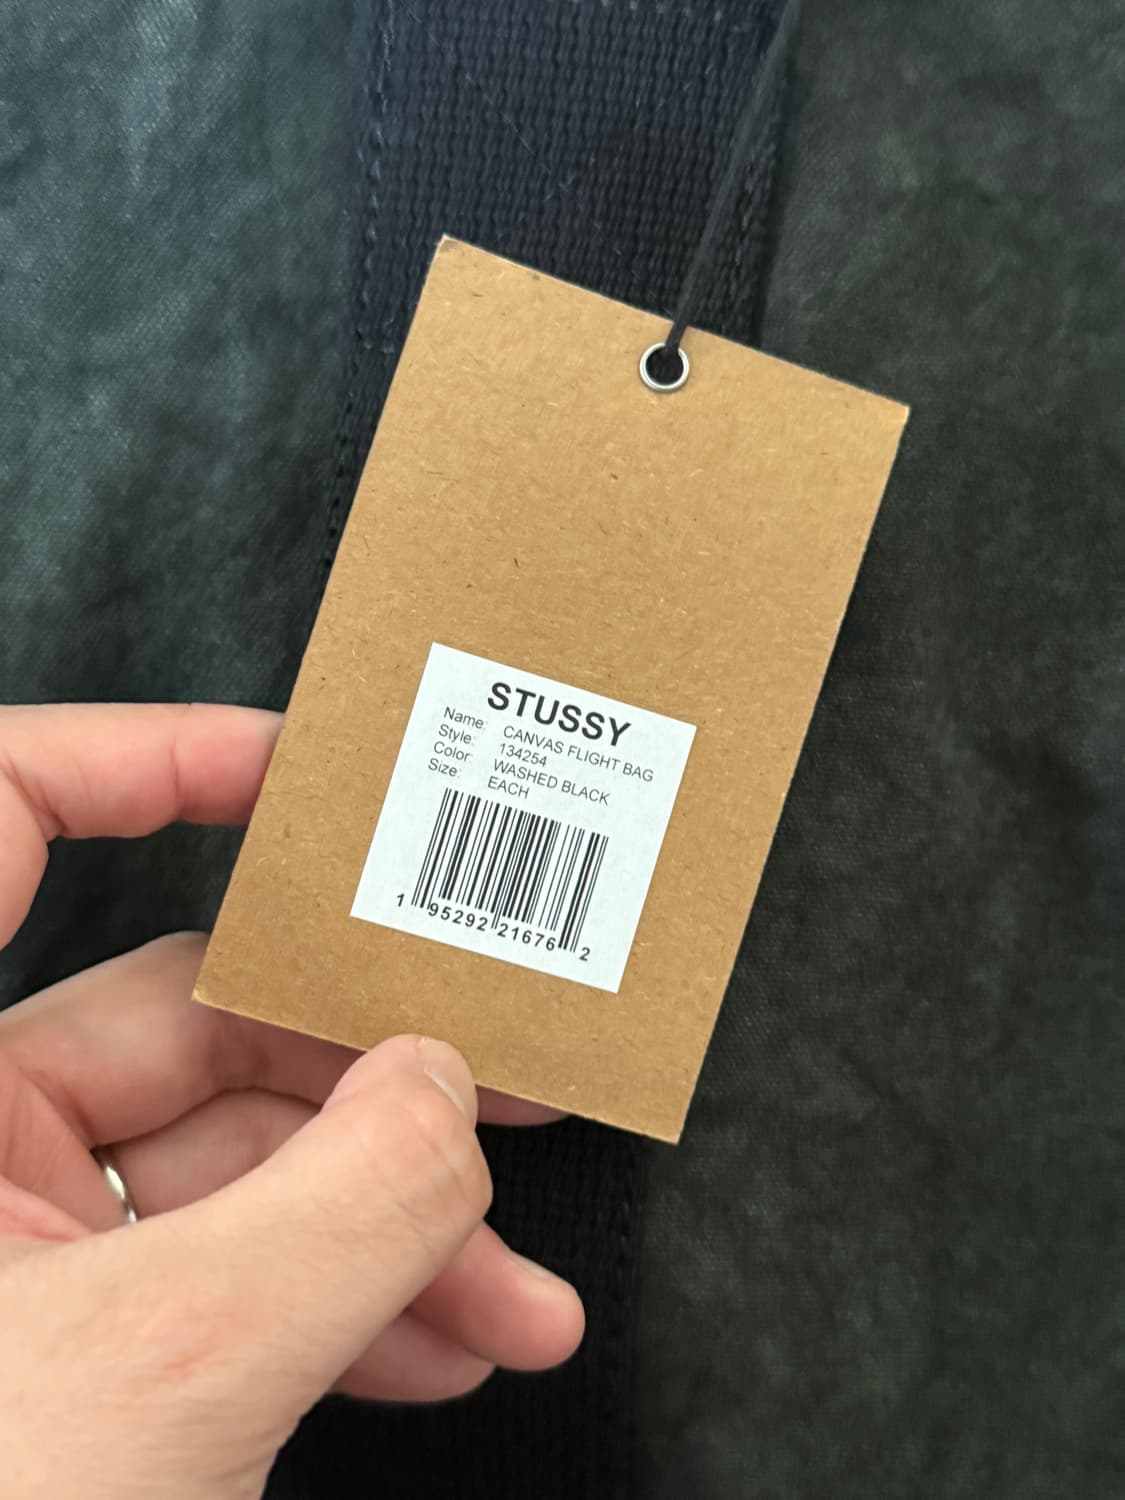 STUSSY
Name: CANVAS FLIGHT BAG
Style: 134254
Color: WASHED BLACK
Size: EACH
1 95292 21676 2